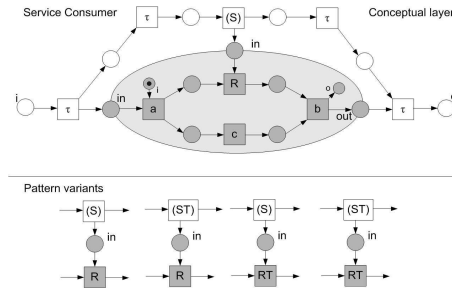 Service Consumer
Conceptual layer
τ
(S)
in
i
τ
in
i
a
R
c
o
b
out
τ
τ
Pattern variants
(S)
(ST)
(S)
(ST)
in
in
in
in
R
R
RT
RT